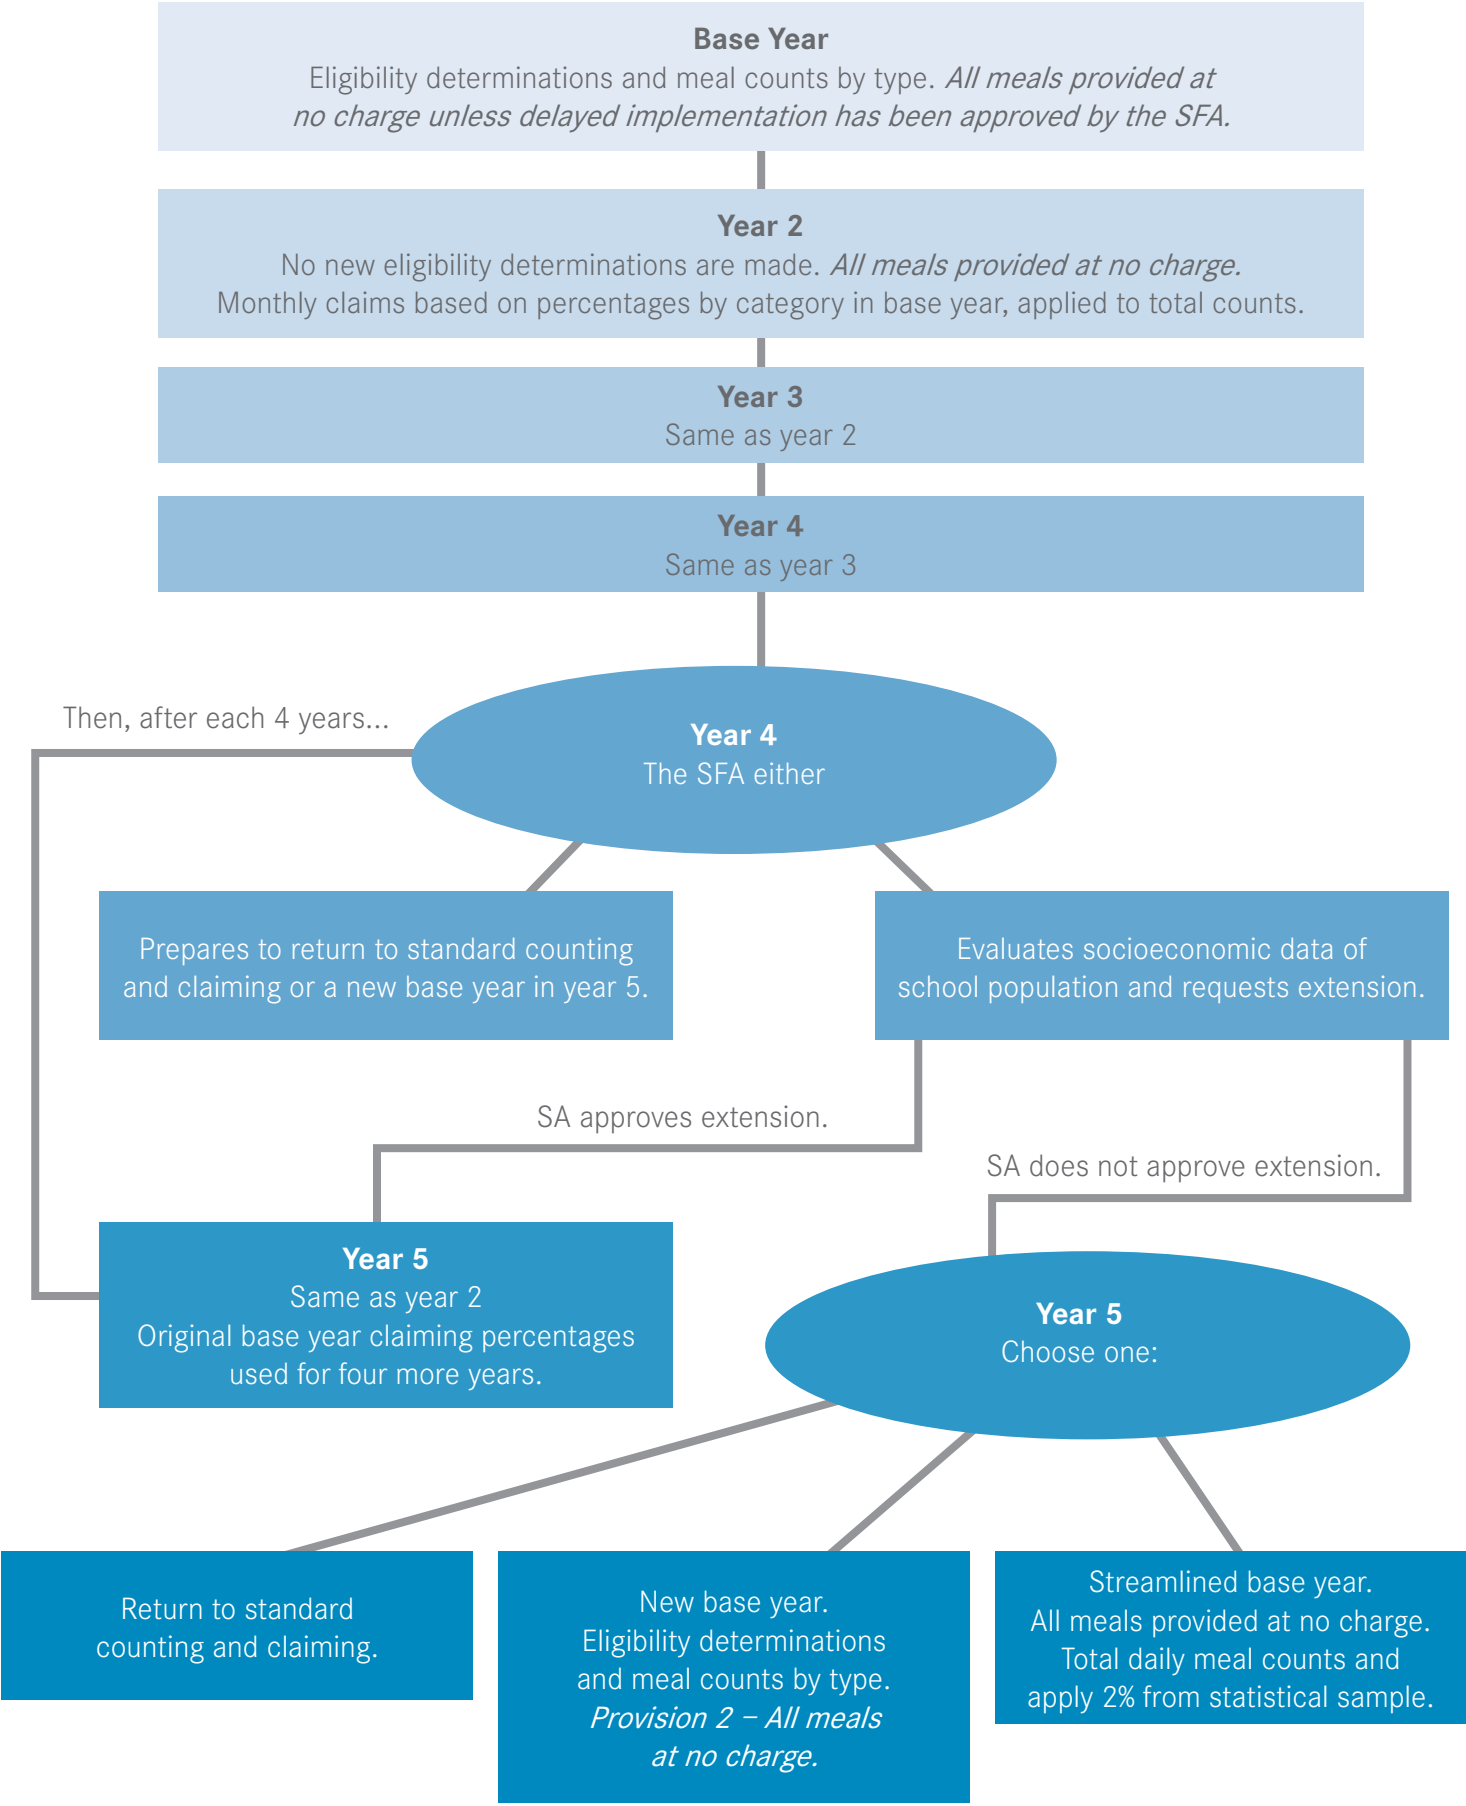 Base Year
Eligibility determinations and meal counts by type. All meals provided at
no charge unless delayed implementation has been approved by the SFA.
Year 2
No new eligibility determinations are made. All meals provided at no charge.
Monthly claims based on percentages by category in base year, applied to total counts.
Year 3
Same as year 2
Year 4
Same as year 3
Then, after each 4 years...
Year 4
The SFA either
Prepares to return to standard counting
and claiming or a new base year in year 5.
Evaluates socioeconomic data of
school population and requests extension.
SA approves extension.
SA does not approve extension.
Year 5
Same as year 2
Original base year claiming percentages
used for four more years.
Year 5
Choose one:
Return to standard
counting and claiming.
New base year.
Eligibility determinations
and meal counts by type.
Provision 2 – All meals
at no charge.
Streamlined base year.
All meals provided at no charge.
Total daily meal counts and
apply 2% from statistical sample.